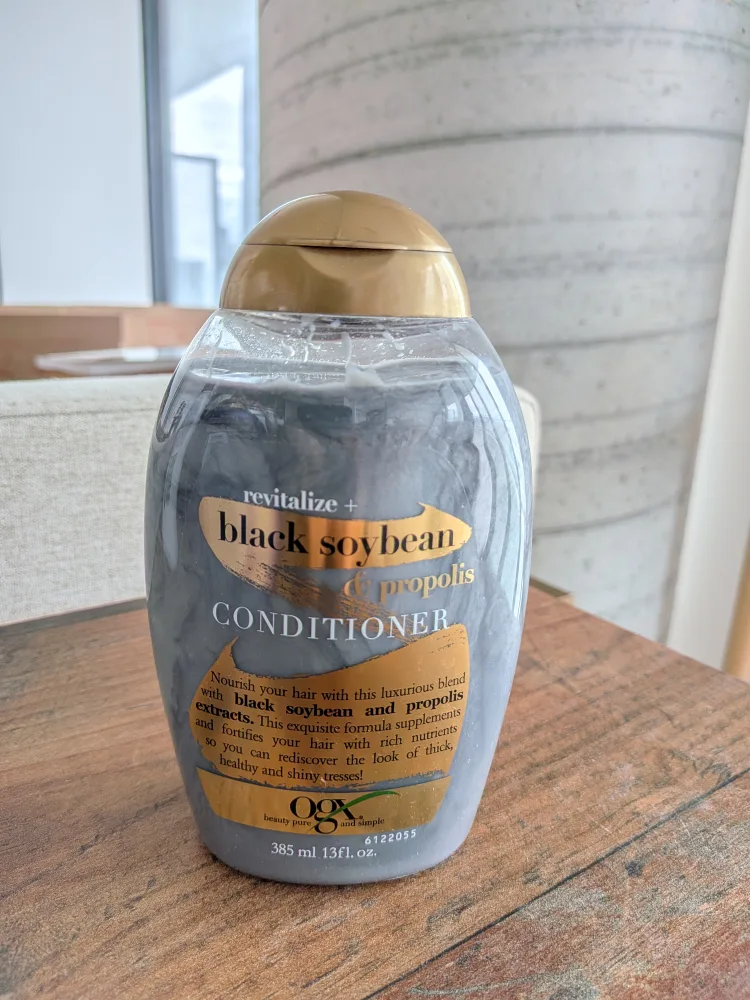 revitalize +
black soybean
& propolis
CONDITIONER
Nourish your hair with this luxurious blend
with black soybean and propolis
extracts. This exquisite formula supplements
and fortifies your hair with rich nutrients
so you can rediscover the look of thick,
healthy and shiny tresses!
ogx
beauty pure and simple
6122055
385 ml 13fl. oz.